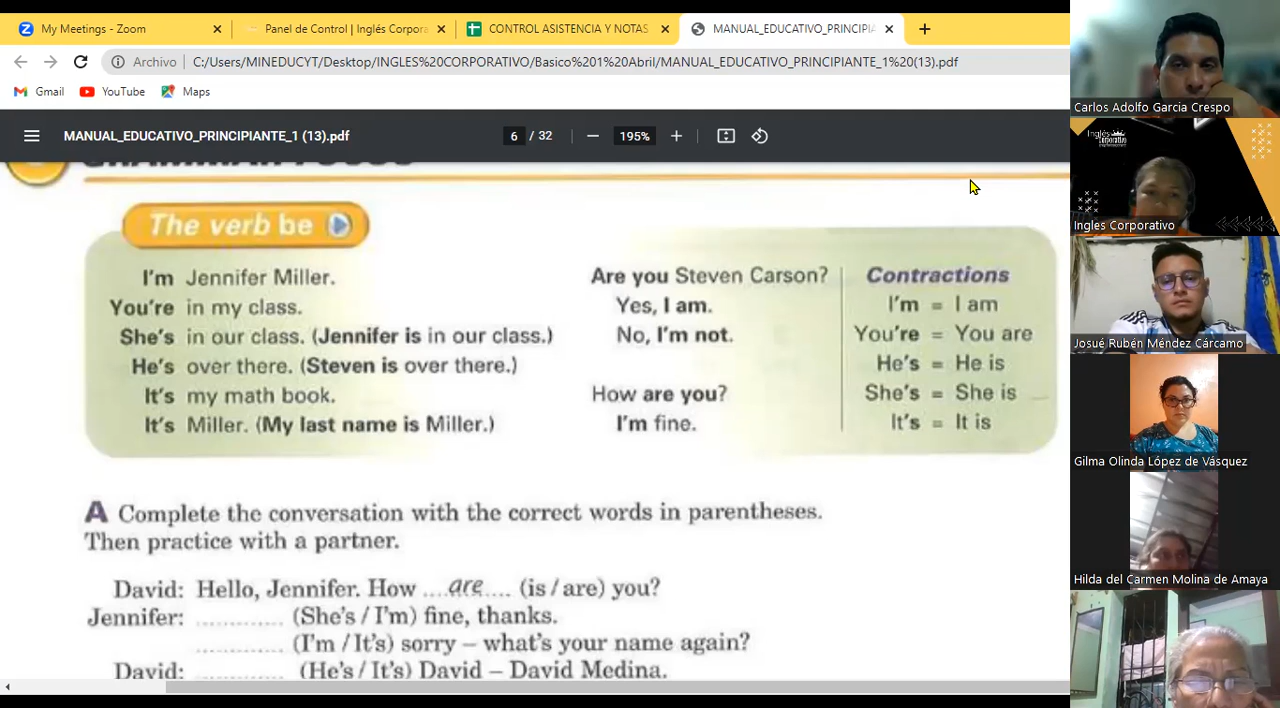 My Meetings - Zoom
Panel de Control | Inglés Corpora
CONTROL ASISTENCIA Y NOTAS
MANUAL_EDUCATIVO_PRINCIPIA
Archivo
C:/Users/MINEDUCYT/Desktop/INGLES%20CORPORATIVO/Basico%201%20Abril/MANUAL_EDUCATIVO_PRINCIPIANTE_1%20(13).pdf
Gmail
YouTube
Maps
MANUAL_EDUCATIVO_PRINCIPIANTE_1 (13).pdf
6 / 32
195%
The verb be
I'm Jennifer Miller.
You're in my class.
She's in our class. (Jennifer is in our class.)
He's over there. (Steven is over there.)
It's my math book.
It's Miller. (My last name is Miller.)
Are you Steven Carson?
Yes, I am.
No, I'm not.
How are you?
I'm fine.
Contractions
I'm = I am
You're = You are
He's = He is
She's = She is
It's = It is
A Complete the conversation with the correct words in parentheses.
Then practice with a partner.
David: Hello, Jennifer. How ....are.... (is / are) you?
Jennifer: ............. (She's / I'm) fine, thanks.
............. (I'm / It's) sorry – what's your name again?
David: ............. (He's / It's) David – David Medina.
Carlos Adolfo Garcia Crespo
Inglés
Corporativo
Ingles Corporativo
Josué Rubén Méndez Cárcamo
Gilma Olinda López de Vásquez
Hilda del Carmen Molina de Amaya